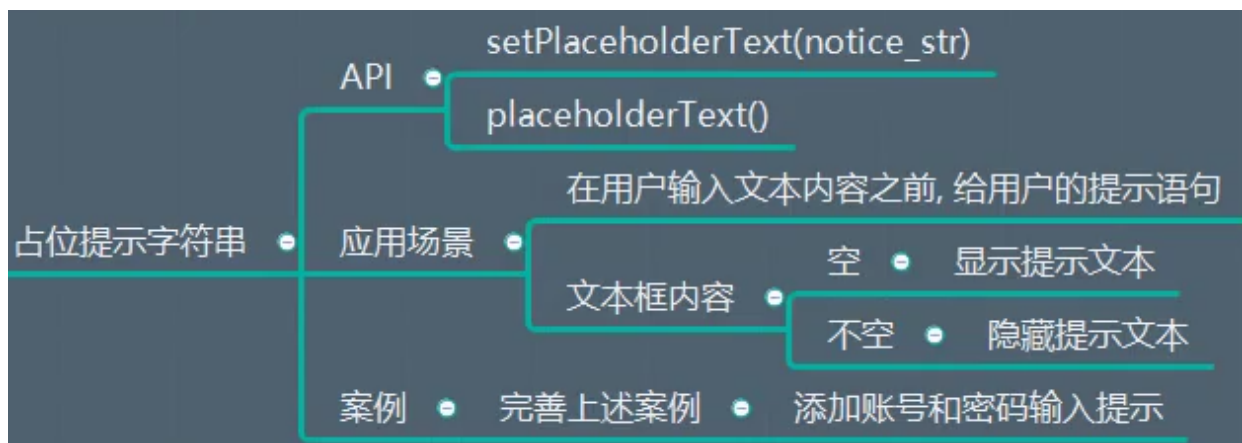 setPlaceholderText(notice_str)
API
placeholderText()
在用户输入文本内容之前, 给用户的提示语句
占位提示字符串
应用场景
空
显示提示文本
文本框内容
不空
隐藏提示文本
案例
完善上述案例
添加账号和密码输入提示